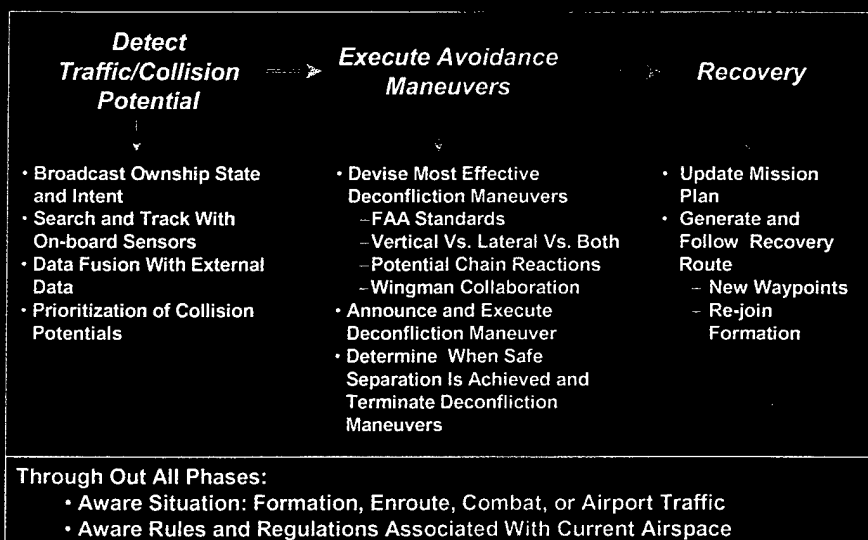 Detect
Traffic/Collision
Potential
Execute Avoidance
Maneuvers
Recovery
• Broadcast Ownship State
and Intent
• Search and Track With
On-board Sensors
• Data Fusion With External
Data
• Prioritization of Collision
Potentials
• Devise Most Effective
Deconfliction Maneuvers
–FAA Standards
–Vertical Vs. Lateral Vs. Both
–Potential Chain Reactions
–Wingman Collaboration
• Announce and Execute
Deconfliction Maneuver
• Determine When Safe
Separation Is Achieved and
Terminate Deconfliction
Maneuvers
• Update Mission
Plan
• Generate and
Follow Recovery
Route
– New Waypoints
– Re-join
Formation
Through Out All Phases:
• Aware Situation: Formation, Enroute, Combat, or Airport Traffic
• Aware Rules and Regulations Associated With Current Airspace